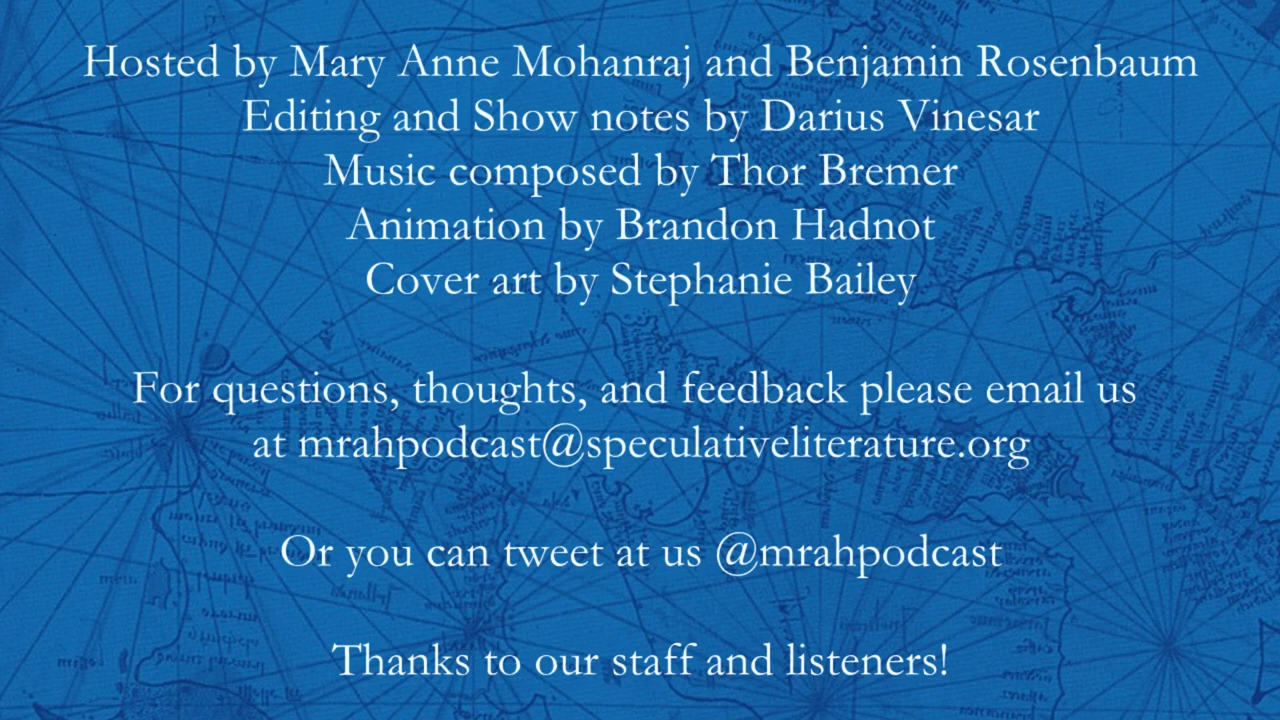 Hosted by Mary Anne Mohanraj and Benjamin Rosenbaum
Editing and Show notes by Darius Vinesar
Music composed by Thor Bremer
Animation by Brandon Hadnot
Cover art by Stephanie Bailey
For questions, thoughts, and feedback please email us
at mrahpodcast@speculativeliterature.org
Or you can tweet at us @mrahpodcast
Thanks to our staff and listeners!